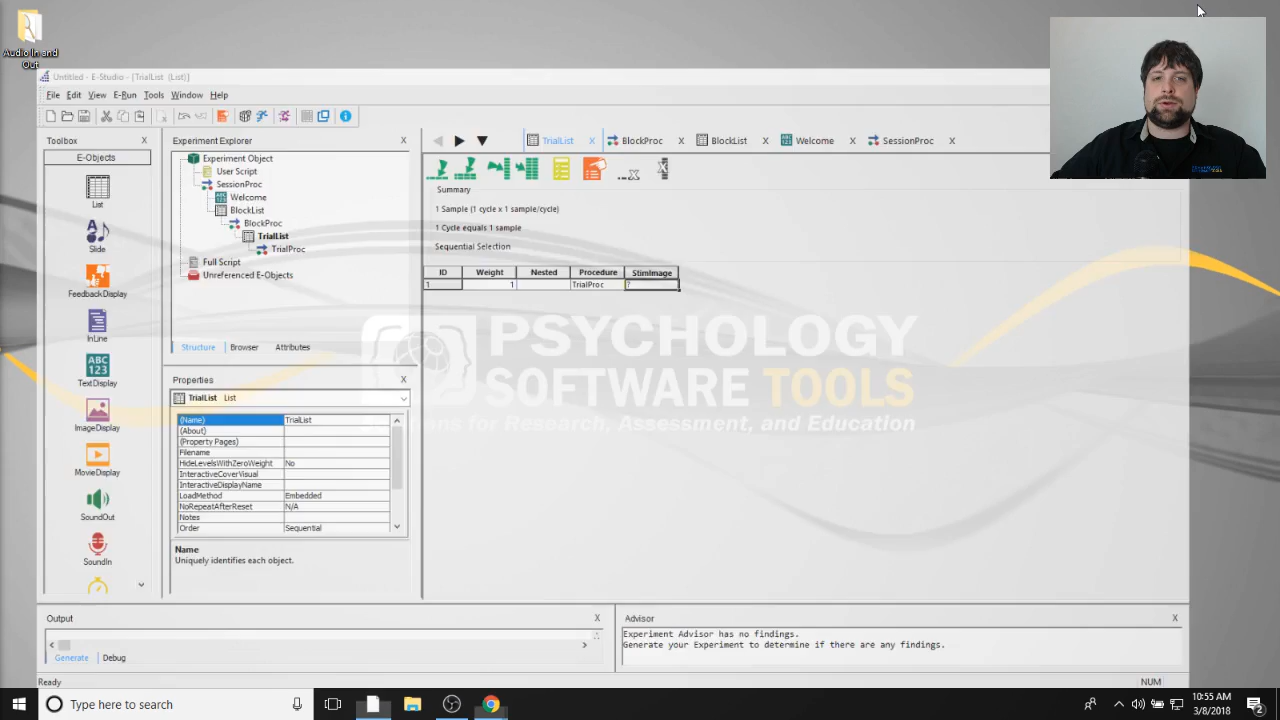 Audio In and
Out
Untitled - E-Studio - [TrialList (List)]
File Edit View E-Run Tools Window Help
Toolbox X
E-Objects
List
Slide
FeedbackDisplay
InLine
ABC
123
TextDisplay
ImageDisplay
MovieDisplay
SoundOut
SoundIn
Experiment Explorer X
Experiment Object
User Script
SessionProc
Welcome
BlockList
BlockProc
TrialList
TrialProc
Full Script
Unreferenced E-Objects
Structure Browser Attributes
Properties X
TrialList List
(Name) TrialList
(About)
(Property Pages)
Filename
HideLevelsWithZeroWeight No
InteractiveCoverVisual
InteractiveDisplayName
LoadMethod Embedded
NoRepeatAfterReset N/A
Notes
Order Sequential
Name
Uniquely identifies each object.
TrialList x BlockProc x BlockList x Welcome x SessionProc x
Summary
1 Sample (1 cycle x 1 sample/cycle)
1 Cycle equals 1 sample
Sequential Selection
ID Weight Nested Procedure StimImage
1 1 TrialProc ?
PSYCHOLOGY
SOFTWARE TOOLS
Solutions for Research, Assessment, and Education
Output X
Generate Debug
Advisor X
Experiment Advisor has no findings.
Generate your Experiment to determine if there are any findings.
Ready NUM
Type here to search
10:55 AM
3/8/2018
2